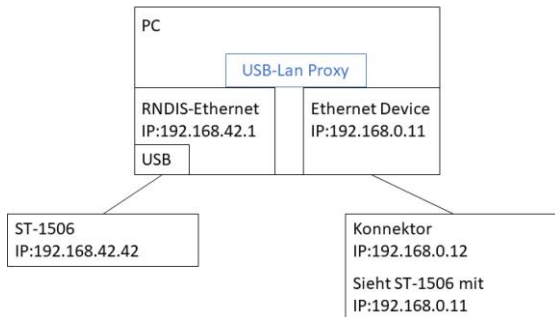 PC
USB-Lan Proxy
RNDIS-Ethernet
IP:192.168.42.1
USB
Ethernet Device
IP:192.168.0.11
ST-1506
IP:192.168.42.42
Konnektor
IP:192.168.0.12
Sieht ST-1506 mit
IP:192.168.0.11